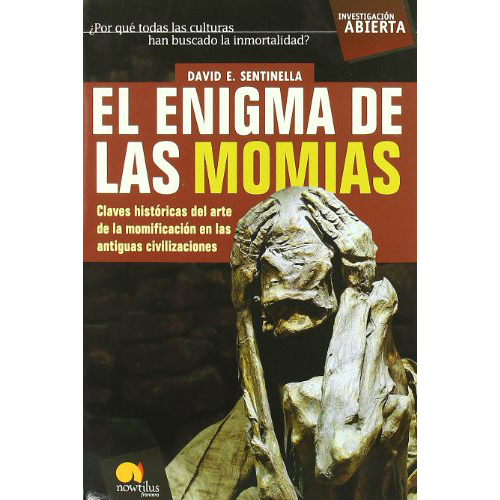 ¿Por qué todas las culturas
han buscado la inmortalidad?
INVESTIGACIÓN
ABIERTA
DAVID E. SENTINELLA
EL ENIGMA DE
LAS MOMIAS
Claves históricas del arte
de la momificación en las
antiguas civilizaciones
nowtilus
frontera